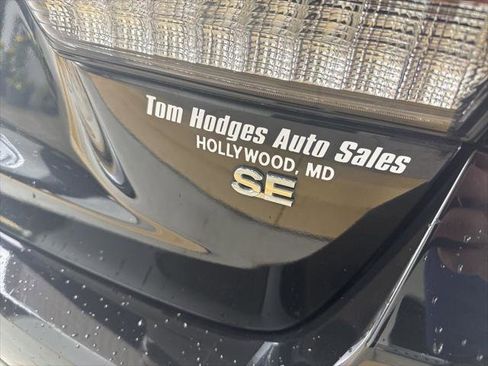 Tom Hodges Auto Sales
HOLLYWOOD, MD
SE